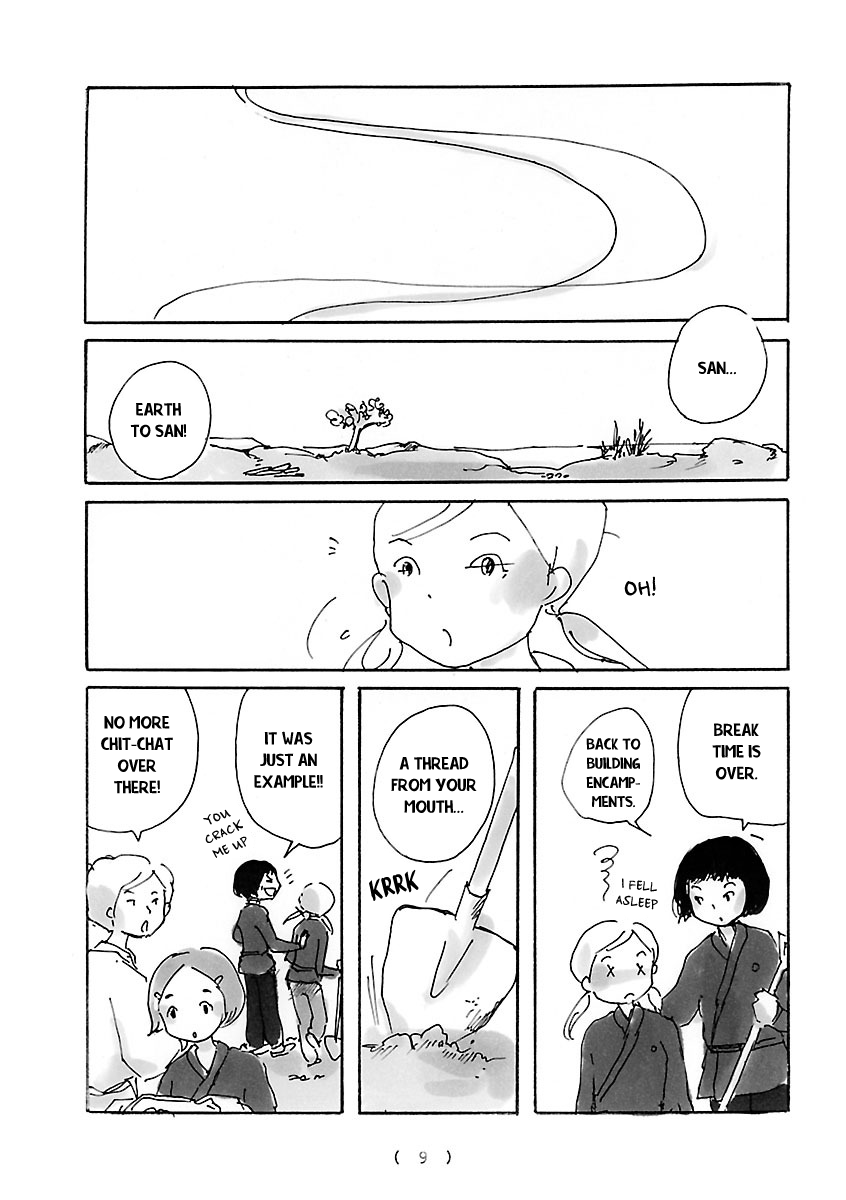 SAN...
EARTH
TO SAN!
OH!
BREAK
TIME IS
OVER.
BACK TO
BUILDING
ENCAMP-
MENTS.
I FELL
ASLEEP
A THREAD
FROM YOUR
MOUTH...
KRRK
IT WAS
JUST AN
EXAMPLE!!
YOU
CRACK
ME UP
NO MORE
CHIT-CHAT
OVER
THERE!
( 9 )